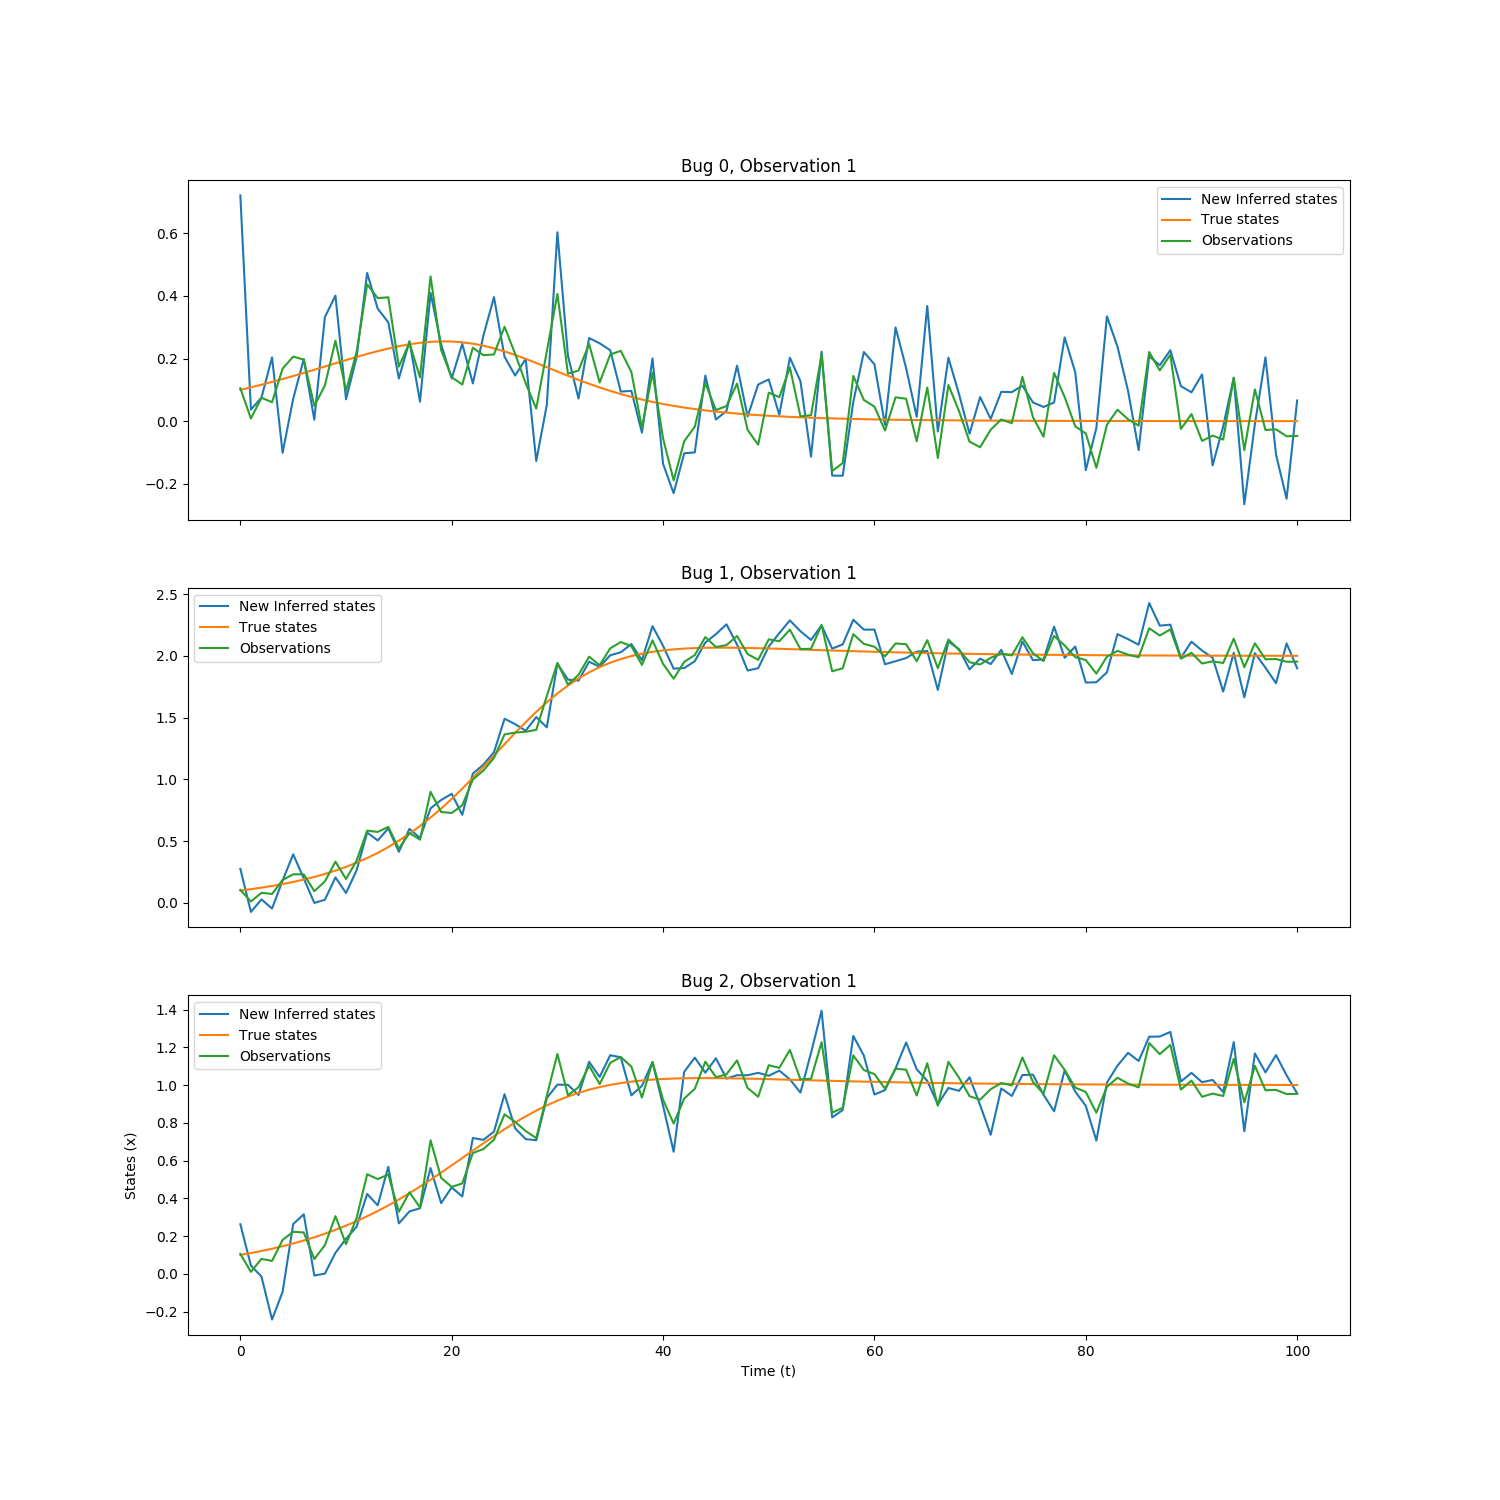 Bug 0, Observation 1
New Inferred states
True states
Observations
0.6
0.4
0.2
0.0
−0.2
Bug 1, Observation 1
New Inferred states
True states
Observations
2.5
2.0
1.5
1.0
0.5
0.0
Bug 2, Observation 1
New Inferred states
True states
Observations
1.4
1.2
1.0
0.8
0.6
0.4
0.2
0.0
−0.2
States (x)
0 20 40 60 80 100
Time (t)